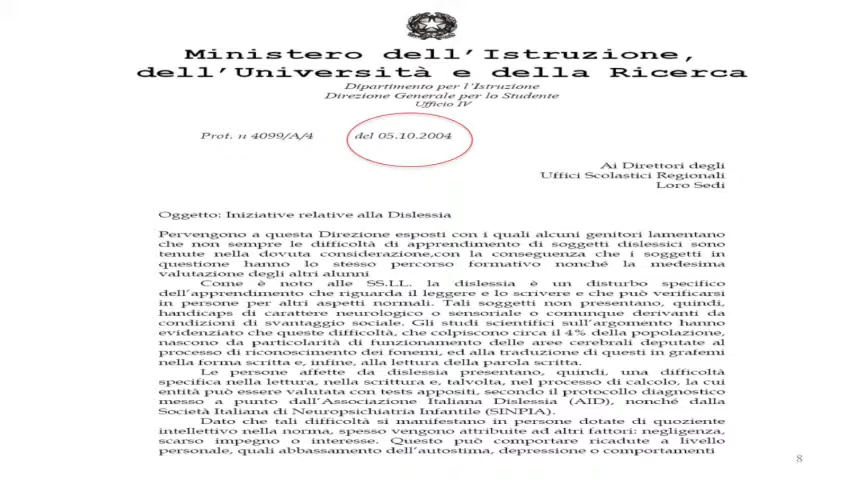 Ministero dell'Istruzione,
dell'Università e della Ricerca
Dipartimento per l'Istruzione
Direzione Generale per lo Studente
Ufficio IV
Prot. n 4099/A/4 del 05.10.2004
Ai Direttori degli
Uffici Scolastici Regionali
Loro Sedi
Oggetto: Iniziative relative alla Dislessia
Pervengono a questa Direzione esposti con i quali alcuni genitori lamentano
che non sempre le difficoltà di apprendimento di soggetti dislessici sono
tenute nella dovuta considerazione,con la conseguenza che i soggetti in
questione hanno lo stesso percorso formativo nonché la medesima
valutazione degli altri alunni
Come è noto alle SS.LL. la dislessia è un disturbo specifico
dell'apprendimento che riguarda il leggere e lo scrivere e che può verificarsi
in persone per altri aspetti normali. Tali soggetti non presentano, quindi,
handicaps di carattere neurologico o sensoriale o comunque derivanti da
condizioni di svantaggio sociale. Gli studi scientifici sull'argomento hanno
evidenziato che queste difficoltà, che colpiscono circa il 4% della popolazione,
nascono da particolarità di funzionamento delle aree cerebrali deputate al
processo di riconoscimento dei fonemi, ed alla traduzione di questi in grafemi
nella forma scritta e, infine, alla lettura della parola scritta.
Le persone affette da dislessia presentano, quindi, una difficoltà
specifica nella lettura, nella scrittura e, talvolta, nel processo di calcolo, la cui
entità può essere valutata con tests appositi, secondo il protocollo diagnostico
messo a punto dall'Associazione Italiana Dislessia (AID), nonché dalla
Società Italiana di Neuropsichiatria Infantile (SINPIA).
Dato che tali difficoltà si manifestano in persone dotate di quoziente
intellettivo nella norma, spesso vengono attribuite ad altri fattori: negligenza,
scarso impegno o interesse. Questo può comportare ricadute a livello
personale, quali abbassamento dell'autostima, depressione o comportamenti
8